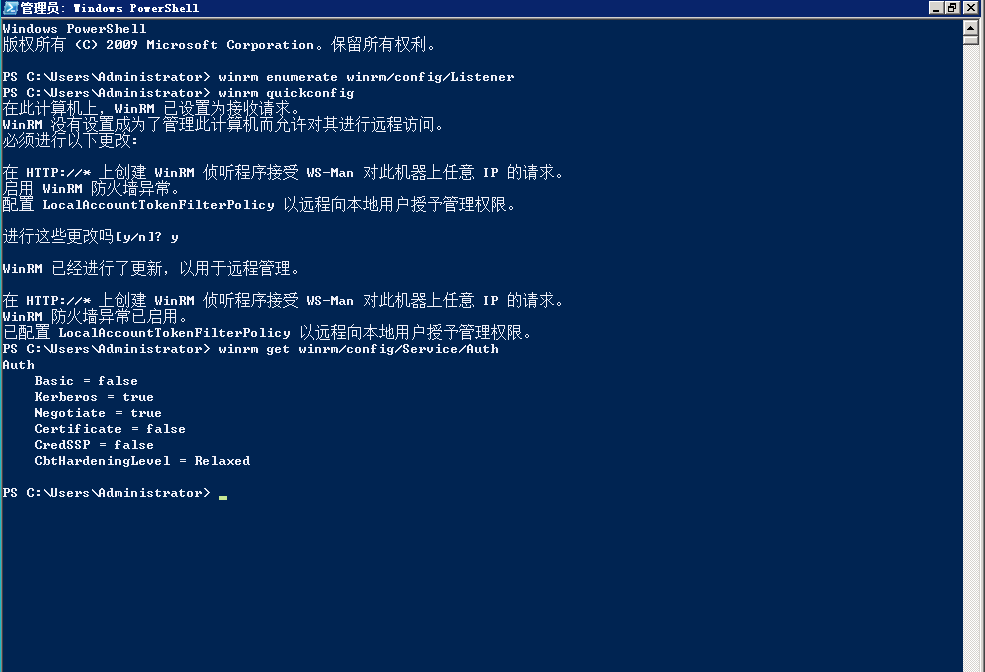 管理员: Windows PowerShell
Windows PowerShell
版权所有 (C) 2009 Microsoft Corporation。保留所有权利。
PS C:\Users\Administrator> winrm enumerate winrm/config/Listener
PS C:\Users\Administrator> winrm quickconfig
在此计算机上，WinRM 已设置为接收请求。
WinRM 没有设置成为了管理此计算机而允许对其进行远程访问。
必须进行以下更改:
在 HTTP://* 上创建 WinRM 侦听程序接受 WS-Man 对此机器上任意 IP 的请求。
启用 WinRM 防火墙异常。
配置 LocalAccountTokenFilterPolicy 以远程向本地用户授予管理权限。
进行这些更改吗[y/n]? y
WinRM 已经进行了更新，以用于远程管理。
在 HTTP://* 上创建 WinRM 侦听程序接受 WS-Man 对此机器上任意 IP 的请求。
WinRM 防火墙异常已启用。
已配置 LocalAccountTokenFilterPolicy 以远程向本地用户授予管理权限。
PS C:\Users\Administrator> winrm get winrm/config/Service/Auth
Auth
    Basic = false
    Kerberos = true
    Negotiate = true
    Certificate = false
    CredSSP = false
    CbtHardeningLevel = Relaxed
PS C:\Users\Administrator>